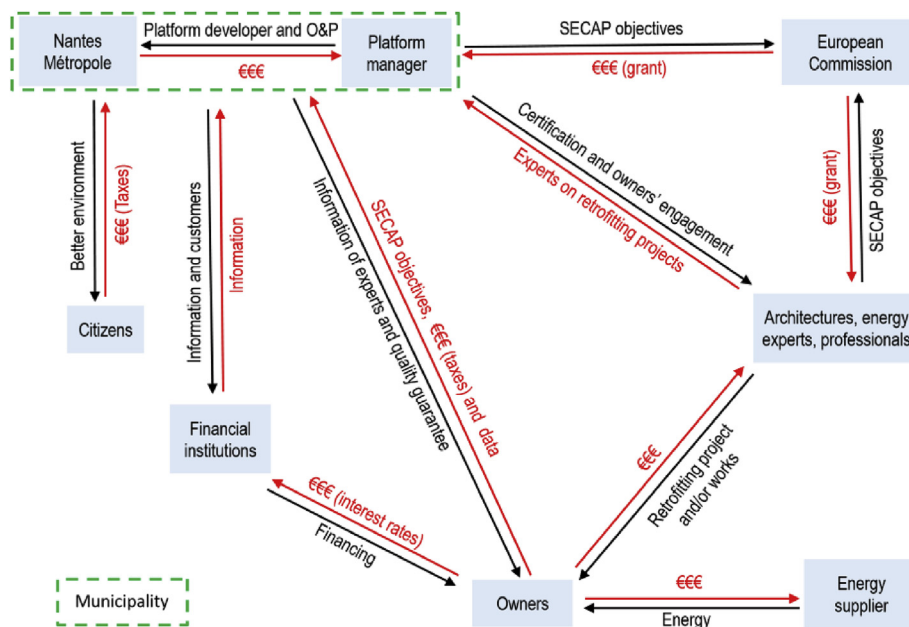 Nantes
Métropole
Platform developer and O&P
€€€
Platform
manager
SECAP objectives
€€€ (grant)
European
Commission
Better environment
€€€ (Taxes)
Information and customers
Information
Information of experts and quality guarantee
SECAP objectives, €€€ (taxes) and data
Certification and owners' engagement
Experts on retrofitting projects
€€€ (grant)
SECAP objectives
Citizens
Architectures, energy
experts, professionals
Financial
institutions
€€€ (interest rates)
Financing
€€€
Retrofitting project
and/or works
Municipality
Owners
€€€
Energy
Energy
supplier